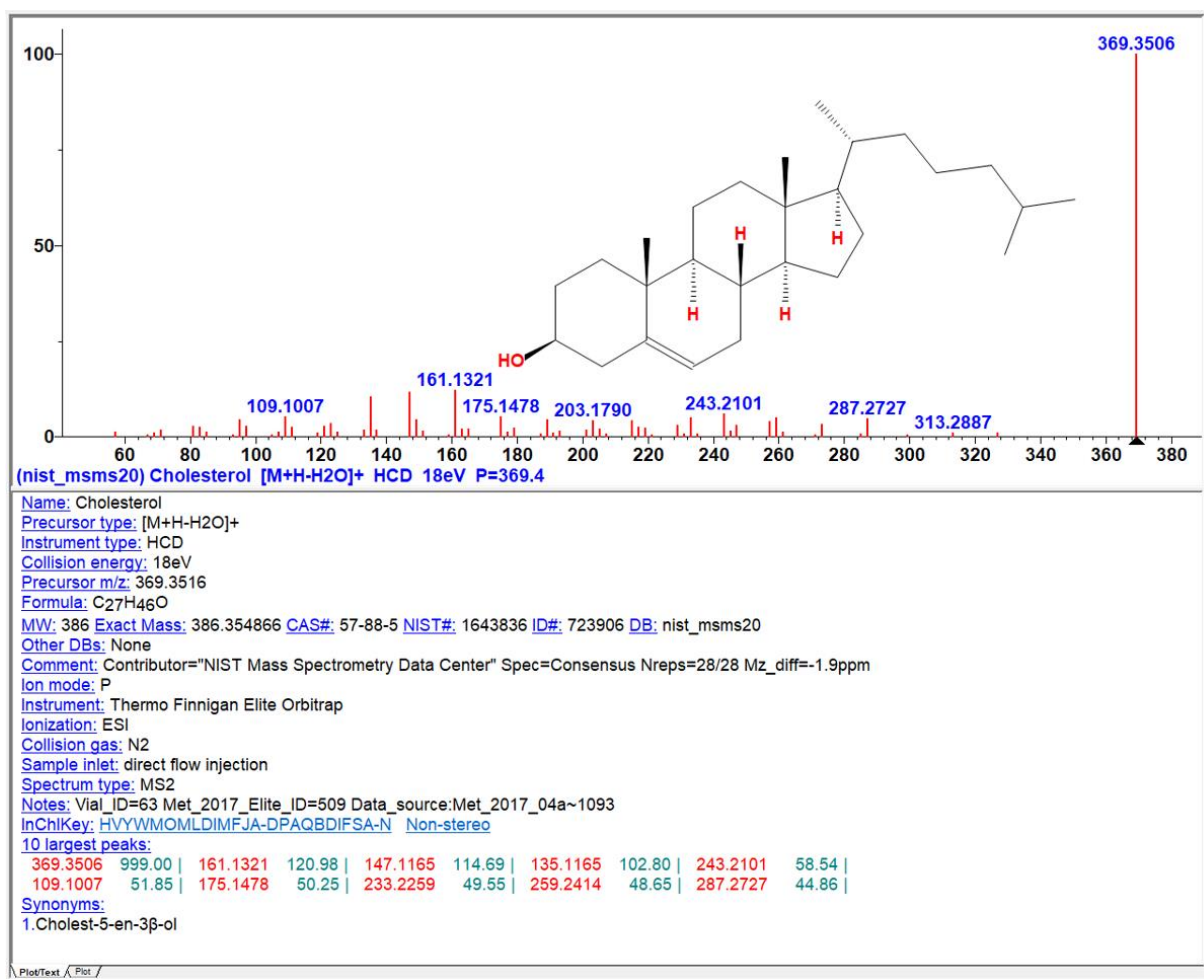 100
369.3506
50
H
H
H
H
HO
161.1321
109.1007
175.1478
203.1790
243.2101
287.2727
313.2887
0
60 80 100 120 140 160 180 200 220 240 260 280 300 320 340 360 380
(nist_msms20) Cholesterol [M+H-H2O]+ HCD 18eV P=369.4
Name: Cholesterol
Precursor type: [M+H-H2O]+
Instrument type: HCD
Collision energy: 18eV
Precursor m/z: 369.3516
Formula: C27H46O
MW: 386 Exact Mass: 386.354866 CAS#: 57-88-5 NIST#: 1643836 ID#: 723906 DB: nist_msms20
Other DBs: None
Comment: Contributor="NIST Mass Spectrometry Data Center" Spec=Consensus Nreps=28/28 Mz_diff=-1.9ppm
Ion mode: P
Instrument: Thermo Finnigan Elite Orbitrap
Ionization: ESI
Collision gas: N2
Sample inlet: direct flow injection
Spectrum type: MS2
Notes: Vial_ID=63 Met_2017_Elite_ID=509 Data_source:Met_2017_04a~1093
InChIKey: HVYWMOMLDIMFJA-DPAQBDIFSA-N Non-stereo
10 largest peaks:
369.3506 999.00 | 161.1321 120.98 | 147.1165 114.69 | 135.1165 102.80 | 243.2101 58.54 |
109.1007 51.85 | 175.1478 50.25 | 233.2259 49.55 | 259.2414 48.65 | 287.2727 44.86 |
Synonyms:
1.Cholest-5-en-3β-ol
Plot/Text / Plot /